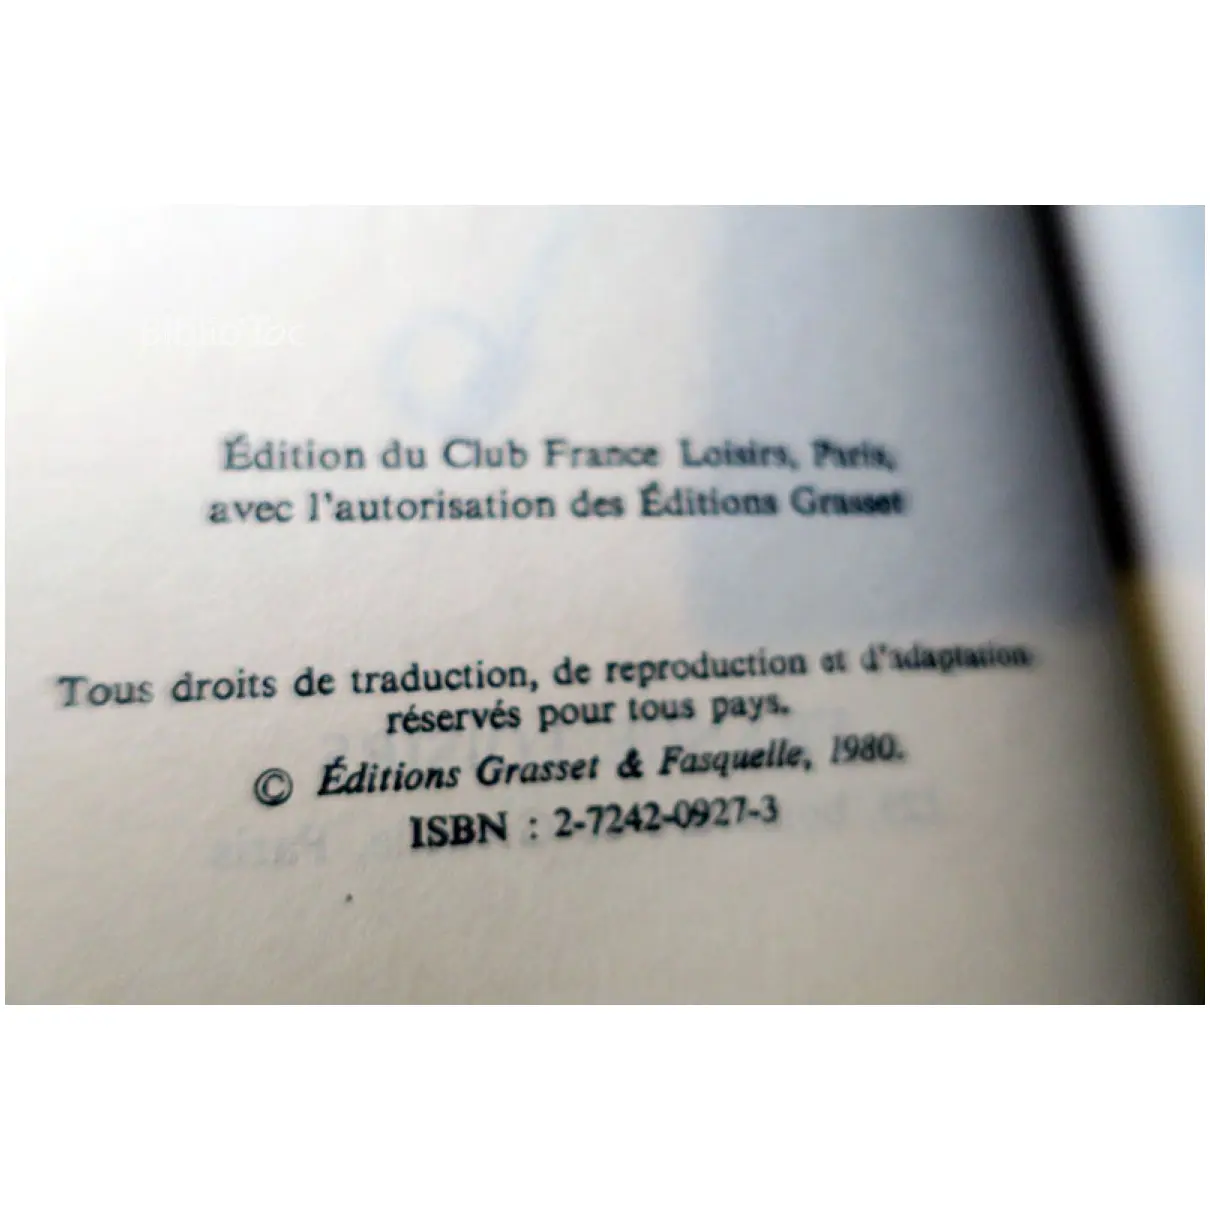 Édition du Club France Loisirs, Paris,
avec l'autorisation des Éditions Grasset
Tous droits de traduction, de reproduction et d'adaptation
réservés pour tous pays.
© Éditions Grasset & Fasquelle, 1980.
ISBN : 2-7242-0927-3